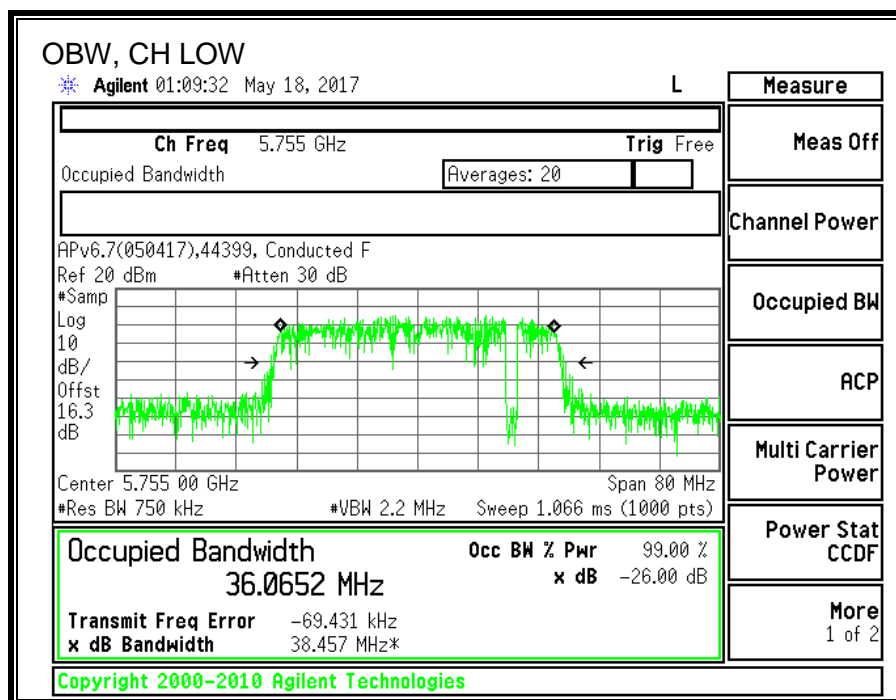 OBW, CH LOW
Agilent 01:09:32 May 18, 2017 L
Measure
Ch Freq 5.755 GHz Trig Free
Meas Off
Occupied Bandwidth Averages: 20
Channel Power
APv6.7(050417),44399, Conducted F
Ref 20 dBm #Atten 30 dB
#Samp
Log
10
dB/
Offst
16.3
dB
Occupied BW
ACP
Center 5.755 00 GHz Span 80 MHz
#Res BW 750 kHz #VBW 2.2 MHz Sweep 1.066 ms (1000 pts)
Multi Carrier
Power
Occupied Bandwidth Occ BW % Pwr 99.00 %
36.0652 MHz x dB -26.00 dB
Transmit Freq Error -69.431 kHz
x dB Bandwidth 38.457 MHz*
Power Stat
CCDF
More
1 of 2
Copyright 2000-2010 Agilent Technologies